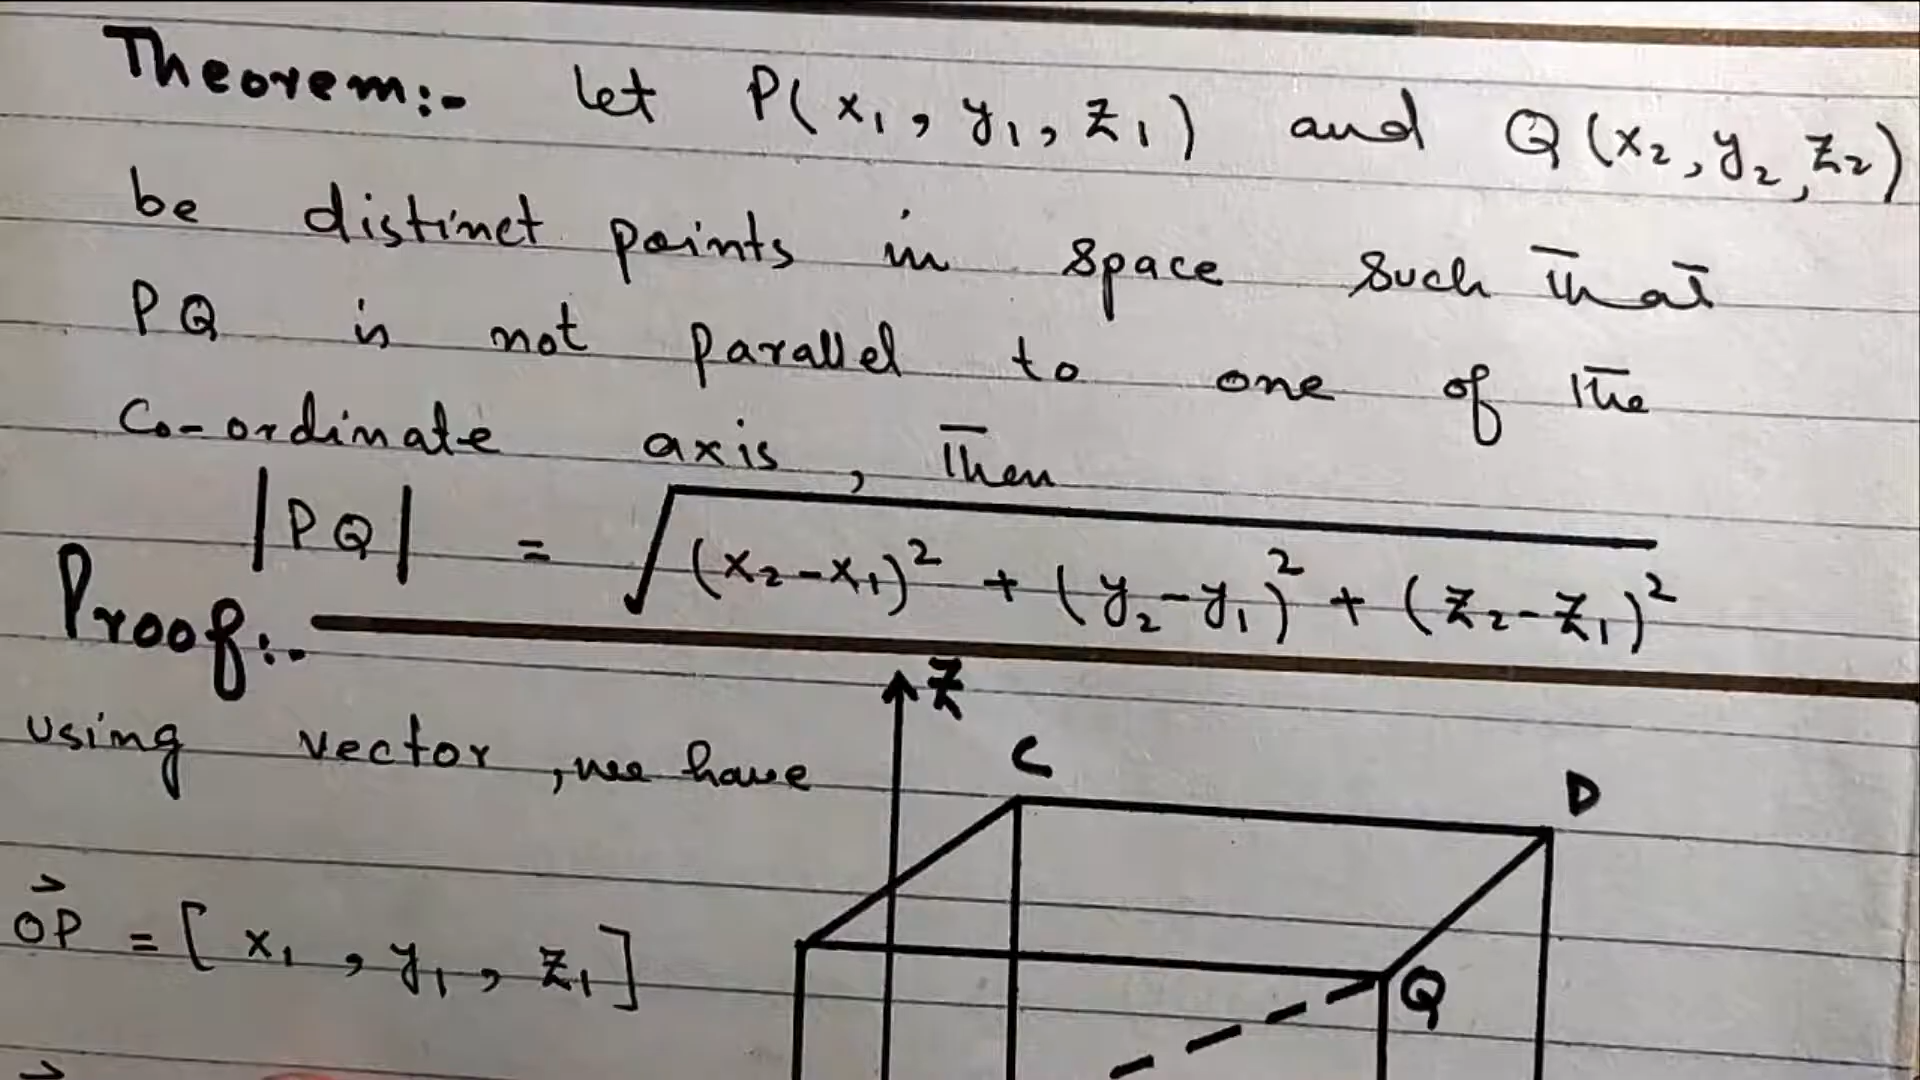 Theorem:- Let P(x₁, y₁, z₁) and Q(x₂, y₂, z₂)
be distinct points in space such that
PQ is not parallel to one of the
Co-ordinate axis, Then
|PQ| = √((x₂-x₁)² + (y₂-y₁)² + (z₂-z₁)²)
Proof:-
Z
using vector, we have
C
D
→OP = [x₁, y₁, z₁]
Q